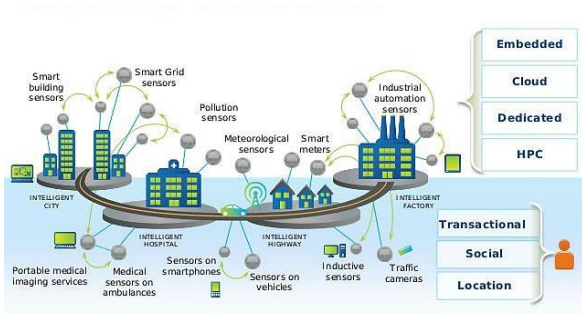 Smart
building
sensors
Smart Grid
sensors
Pollution
sensors
Meteorological
sensors
Smart
meters
Industrial
automation
sensors
Embedded
Cloud
Dedicated
HPC
INTELLIGENT
CITY
INTELLIGENT
HOSPITAL
INTELLIGENT
HIGHWAY
INTELLIGENT
FACTORY
Portable medical
imaging services
Medical
sensors on
ambulances
Sensors on
smartphones
Sensors on
vehicles
Inductive
sensors
Traffic
cameras
Transactional
Social
Location